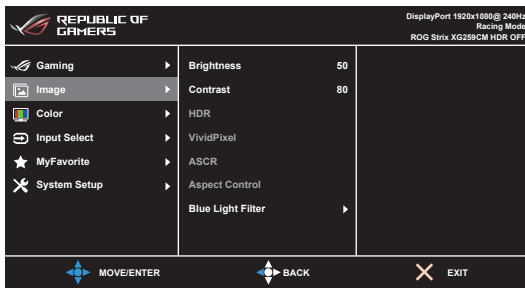 REPUBLIC OF
GAMERS
DisplayPort 1920x1080@ 240Hz
Racing Mode
ROG Strix XG259CM HDR OFF
Gaming
Image
Color
Input Select
MyFavorite
System Setup
Brightness 50
Contrast 80
HDR
VividPixel
ASCR
Aspect Control
Blue Light Filter
MOVE/ENTER
BACK
EXIT